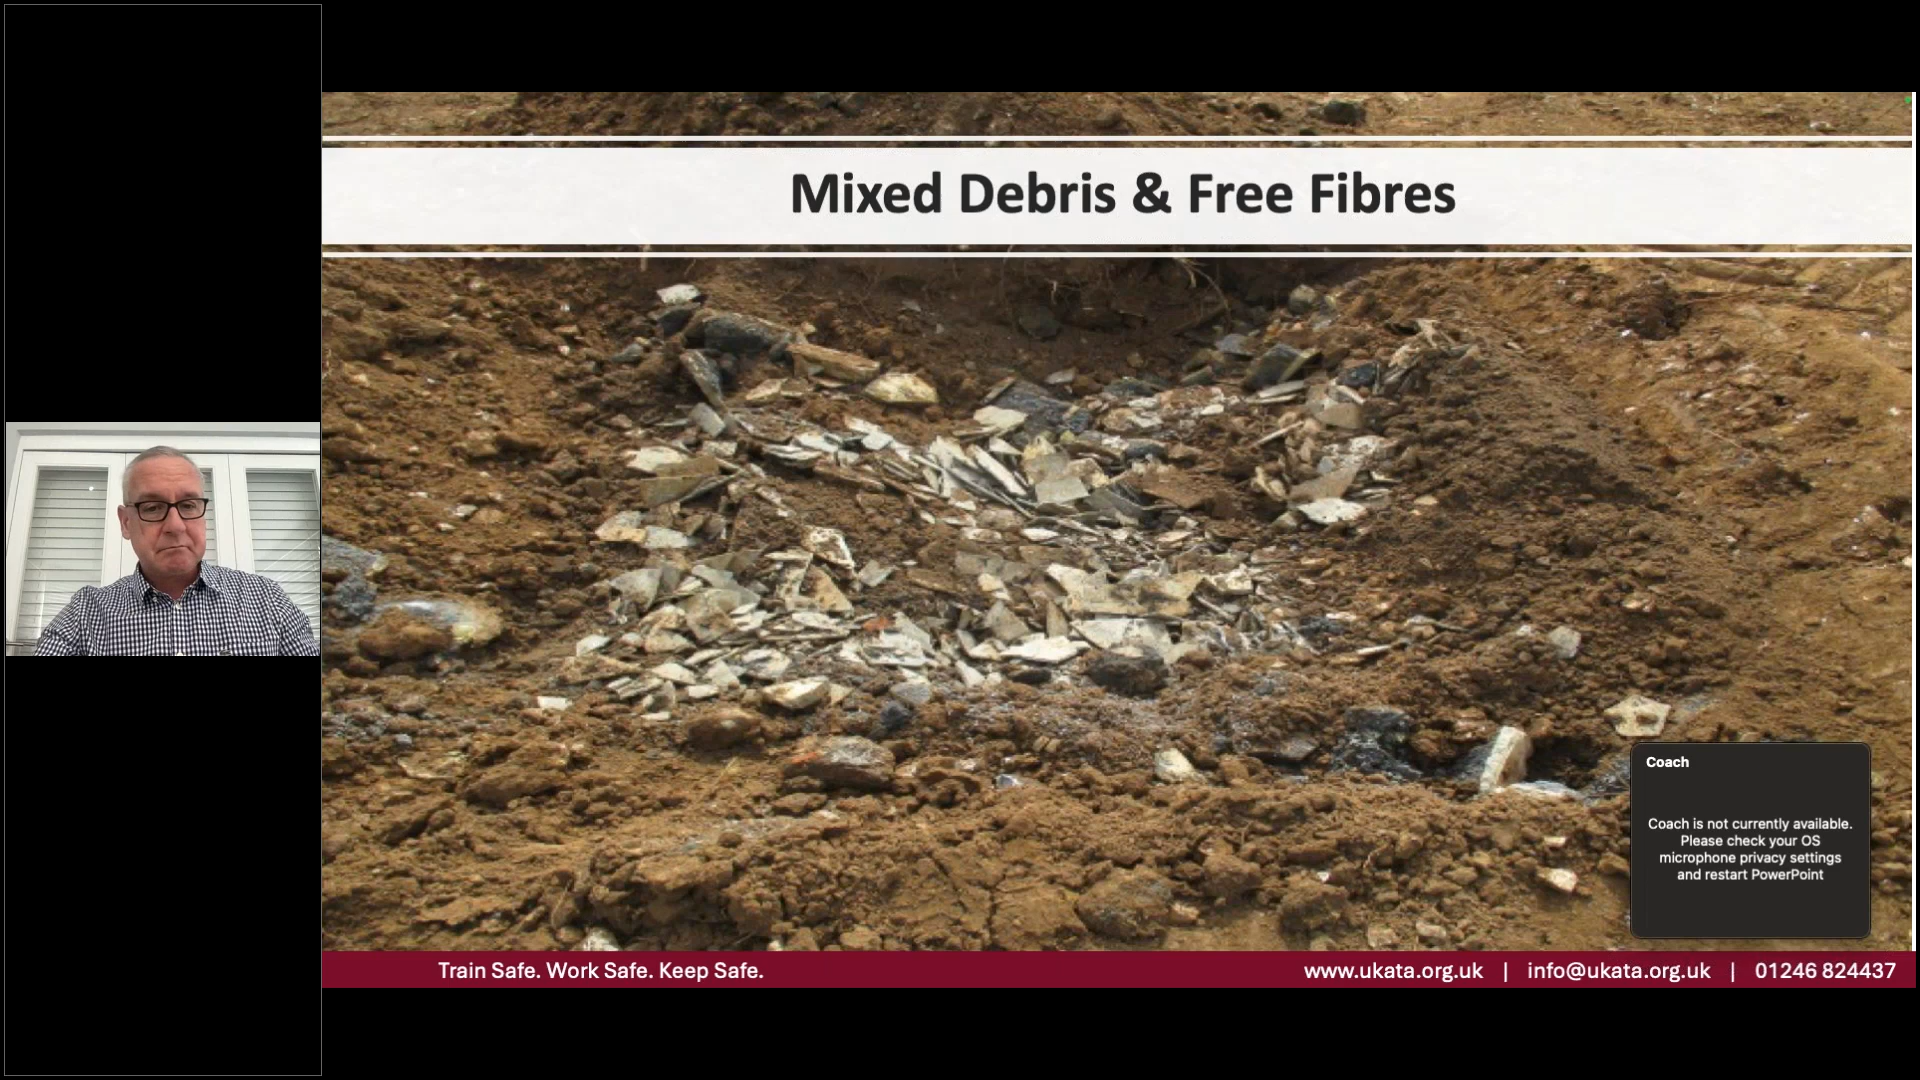 Mixed Debris & Free Fibres
Coach
Coach is not currently available.
Please check your OS
microphone privacy settings
and restart PowerPoint
Train Safe. Work Safe. Keep Safe.
www.ukata.org.uk | info@ukata.org.uk | 01246 824437